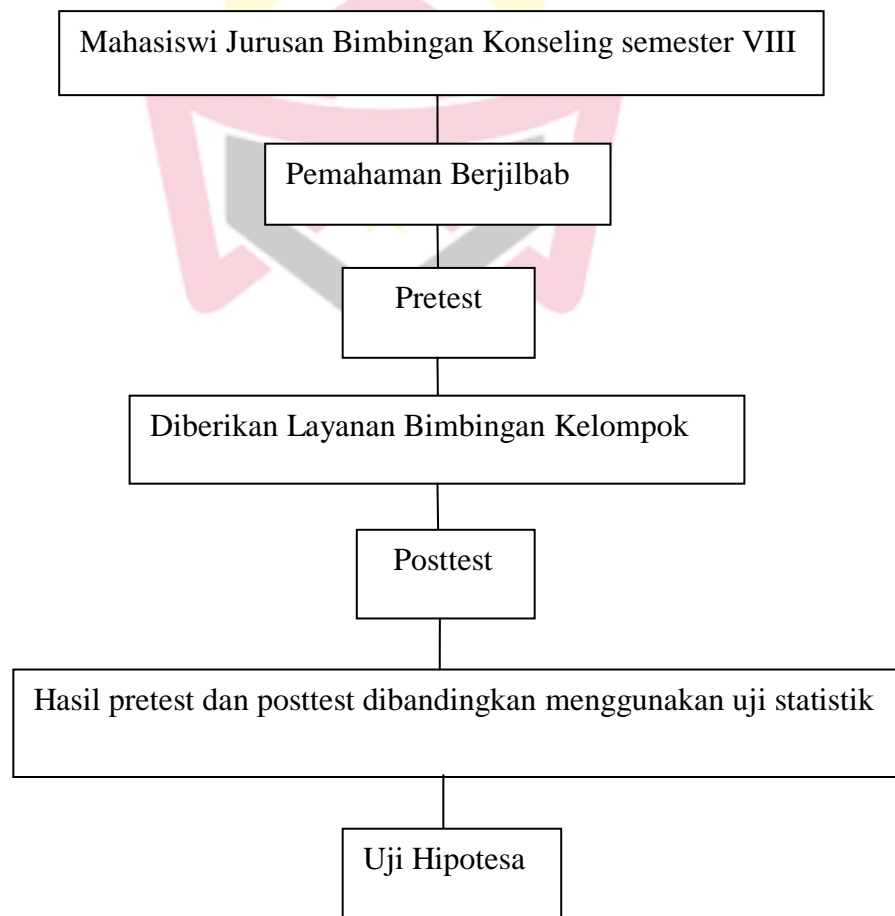 Mahasiswi Jurusan Bimbingan Konseling semester VIII
Pemahaman Berjilbab
Pretest
Diberikan Layanan Bimbingan Kelompok
Posttest
Hasil pretest dan posttest dibandingkan menggunakan uji statistik
Uji Hipotesa